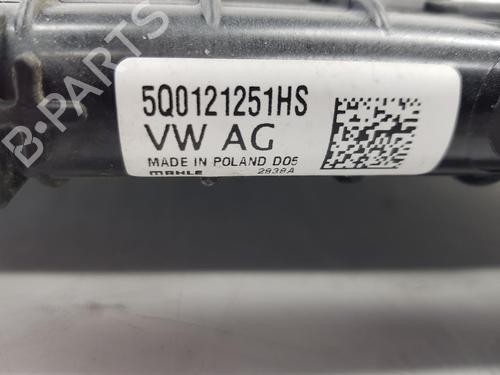 5Q0121251HS
VW AG
MADE IN POLAND D05
MAHLE 2838A
B-PARTS